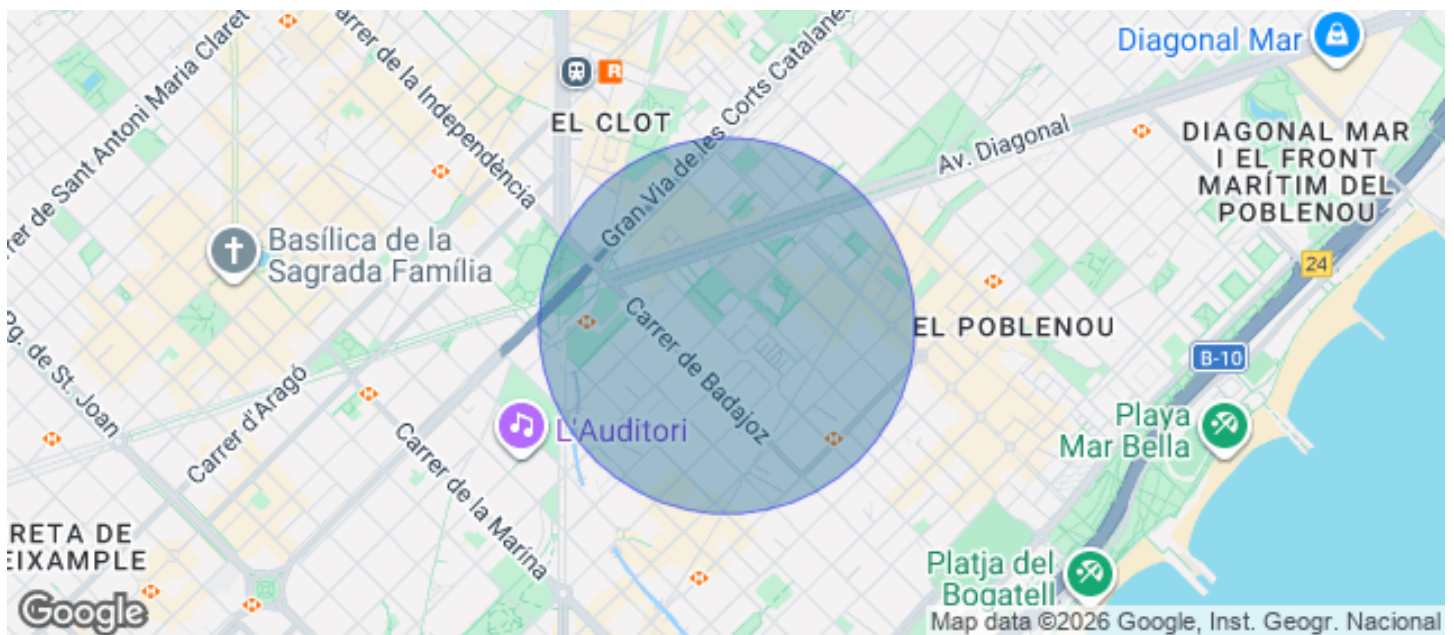 Carrer de Sant Antoni Maria Claret
Carrer de la Independència
R
EL CLOT
Gran Via de les Corts Catalanes
Diagonal Mar
Av. Diagonal
DIAGONAL MAR
I EL FRONT
MARÍTIM DEL
POBLENOU
Basílica de la
Sagrada Família
24
Pg. de St. Joan
Carrer d'Aragó
Carrer de Badajoz
EL POBLENOU
B-10
L'Auditori
Playa
Mar Bella
Carrer de la Marina
RETA DE
EIXAMPLE
Platja del
Bogatell
Google
Map data ©2026 Google, Inst. Geogr. Nacional